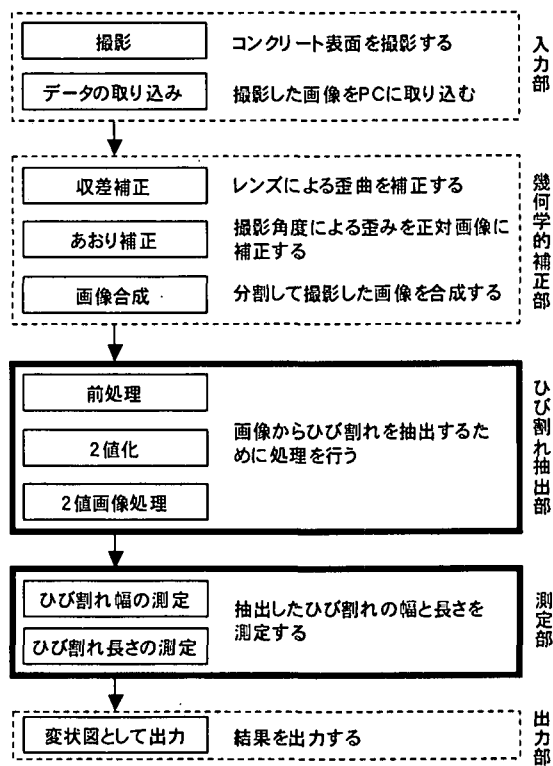 撮影
コンクリート表面を撮影する
データの取り込み
撮影した画像をPCに取り込む
入力部
収差補正
レンズによる歪曲を補正する
あおり補正
撮影角度による歪みを正対画像に
補正する
画像合成
分割して撮影した画像を合成する
幾何学的補正部
前処理
2値化
2値画像処理
画像からひび割れを抽出するた
めに処理を行う
ひび割れ抽出部
ひび割れ幅の測定
ひび割れ長さの測定
抽出したひび割れの幅と長さを
測定する
測定部
変状図として出力
結果を出力する
出力部